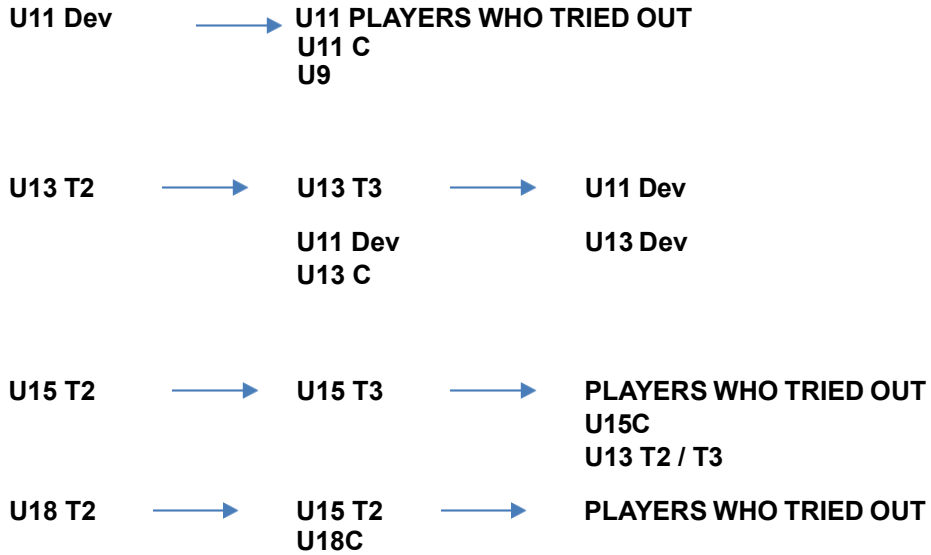 U11 Dev U11 PLAYERS WHO TRIED OUT
U11 C
U9
U13 T2 U13 T3 U11 Dev
U11 Dev U13 Dev
U13 C
U15 T2 U15 T3 PLAYERS WHO TRIED OUT
U15C
U13 T2 / T3
U18 T2 U15 T2 PLAYERS WHO TRIED OUT
U18C